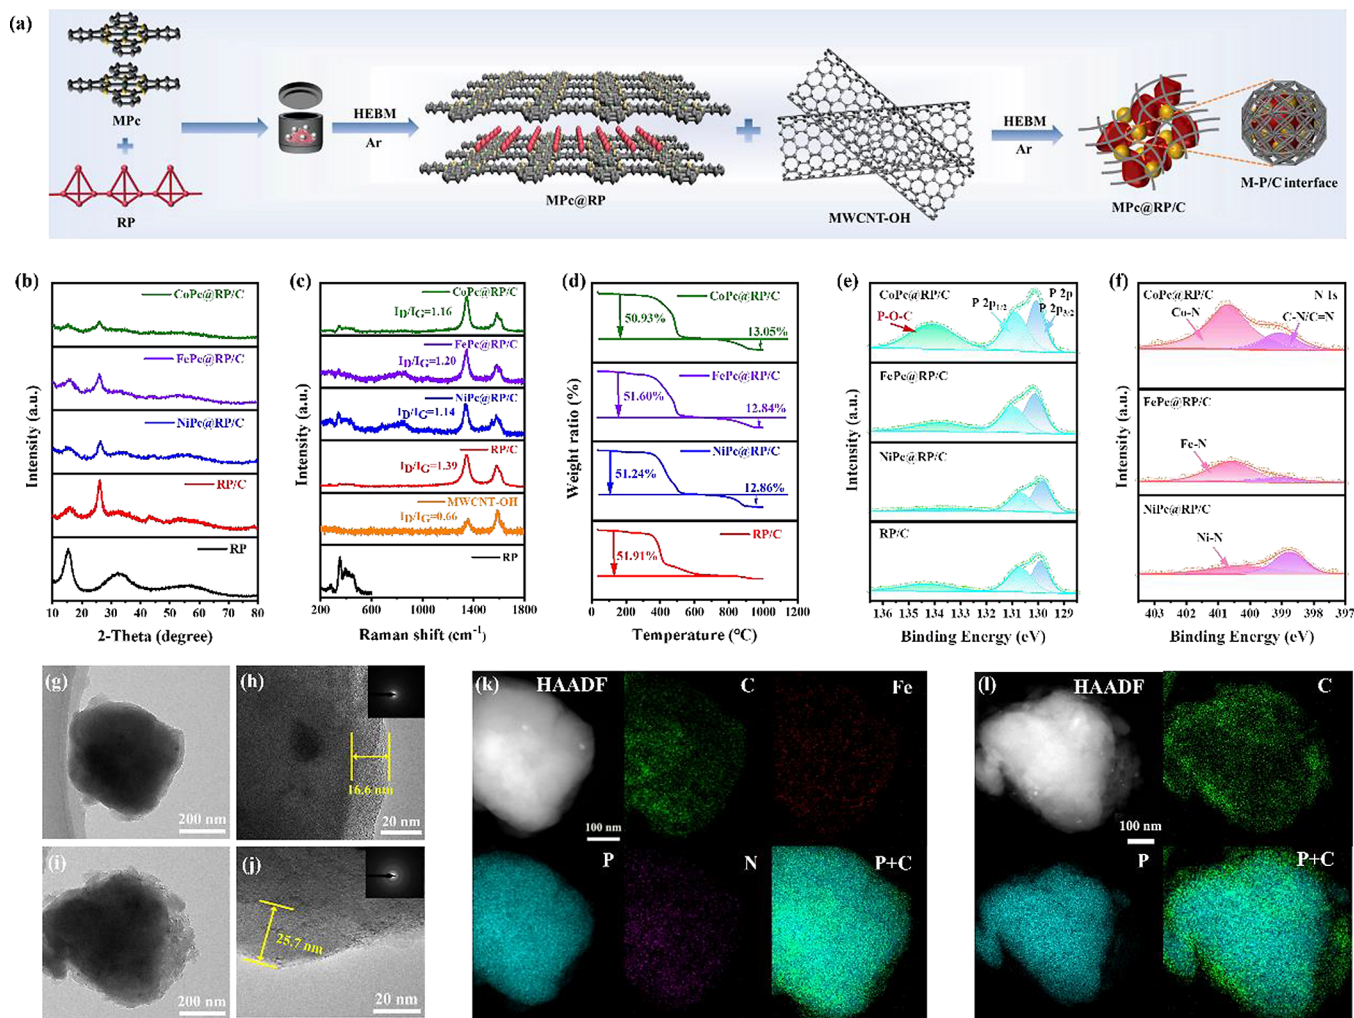 (a)
MPc
RP
HEBM
Ar
MPc@RP
MWCNT-OH
HEBM
Ar
MPc@RP/C
M-P/C interface
(b)
CoPc@RP/C
FePc@RP/C
NiPc@RP/C
RP/C
RP
Intensity (a.u.)
10 20 30 40 50 60 70 80
2-Theta (degree)
(c)
CoPc@RP/C
ID/IG=1.16
FePc@RP/C
ID/IG=1.20
NiPc@RP/C
ID/IG=1.14
RP/C
ID/IG=1.39
MWCNT-OH
ID/IG=0.66
RP
Intensity (a.u.)
200 600 1000 1400 1800
Raman shift (cm-1)
(d)
CoPc@RP/C
50.93%
13.05%
FePc@RP/C
51.60%
12.84%
NiPc@RP/C
51.24%
12.86%
RP/C
51.91%
Weight ratio (%)
0 200 400 600 800 1000 1200
Temperature (°C)
(e)
CoPc@RP/C
P 2p
P 2p1/2
P 2p3/2
P-O-C
FePc@RP/C
NiPc@RP/C
RP/C
Intensity (a.u.)
136 135 134 133 132 131 130 129
Binding Energy (eV)
(f)
CoPc@RP/C
N 1s
Co-N
C-N/C=N
FePc@RP/C
Fe-N
NiPc@RP/C
Ni-N
Intensity (a.u.)
403 402 401 400 399 398 397
Binding Energy (eV)
(g)
200 nm
(h)
16.6 nm
20 nm
(i)
200 nm
(j)
25.7 nm
20 nm
(k)
HAADF
C
Fe
100 nm
P
N
P+C
(l)
HAADF
C
100 nm
P
P+C